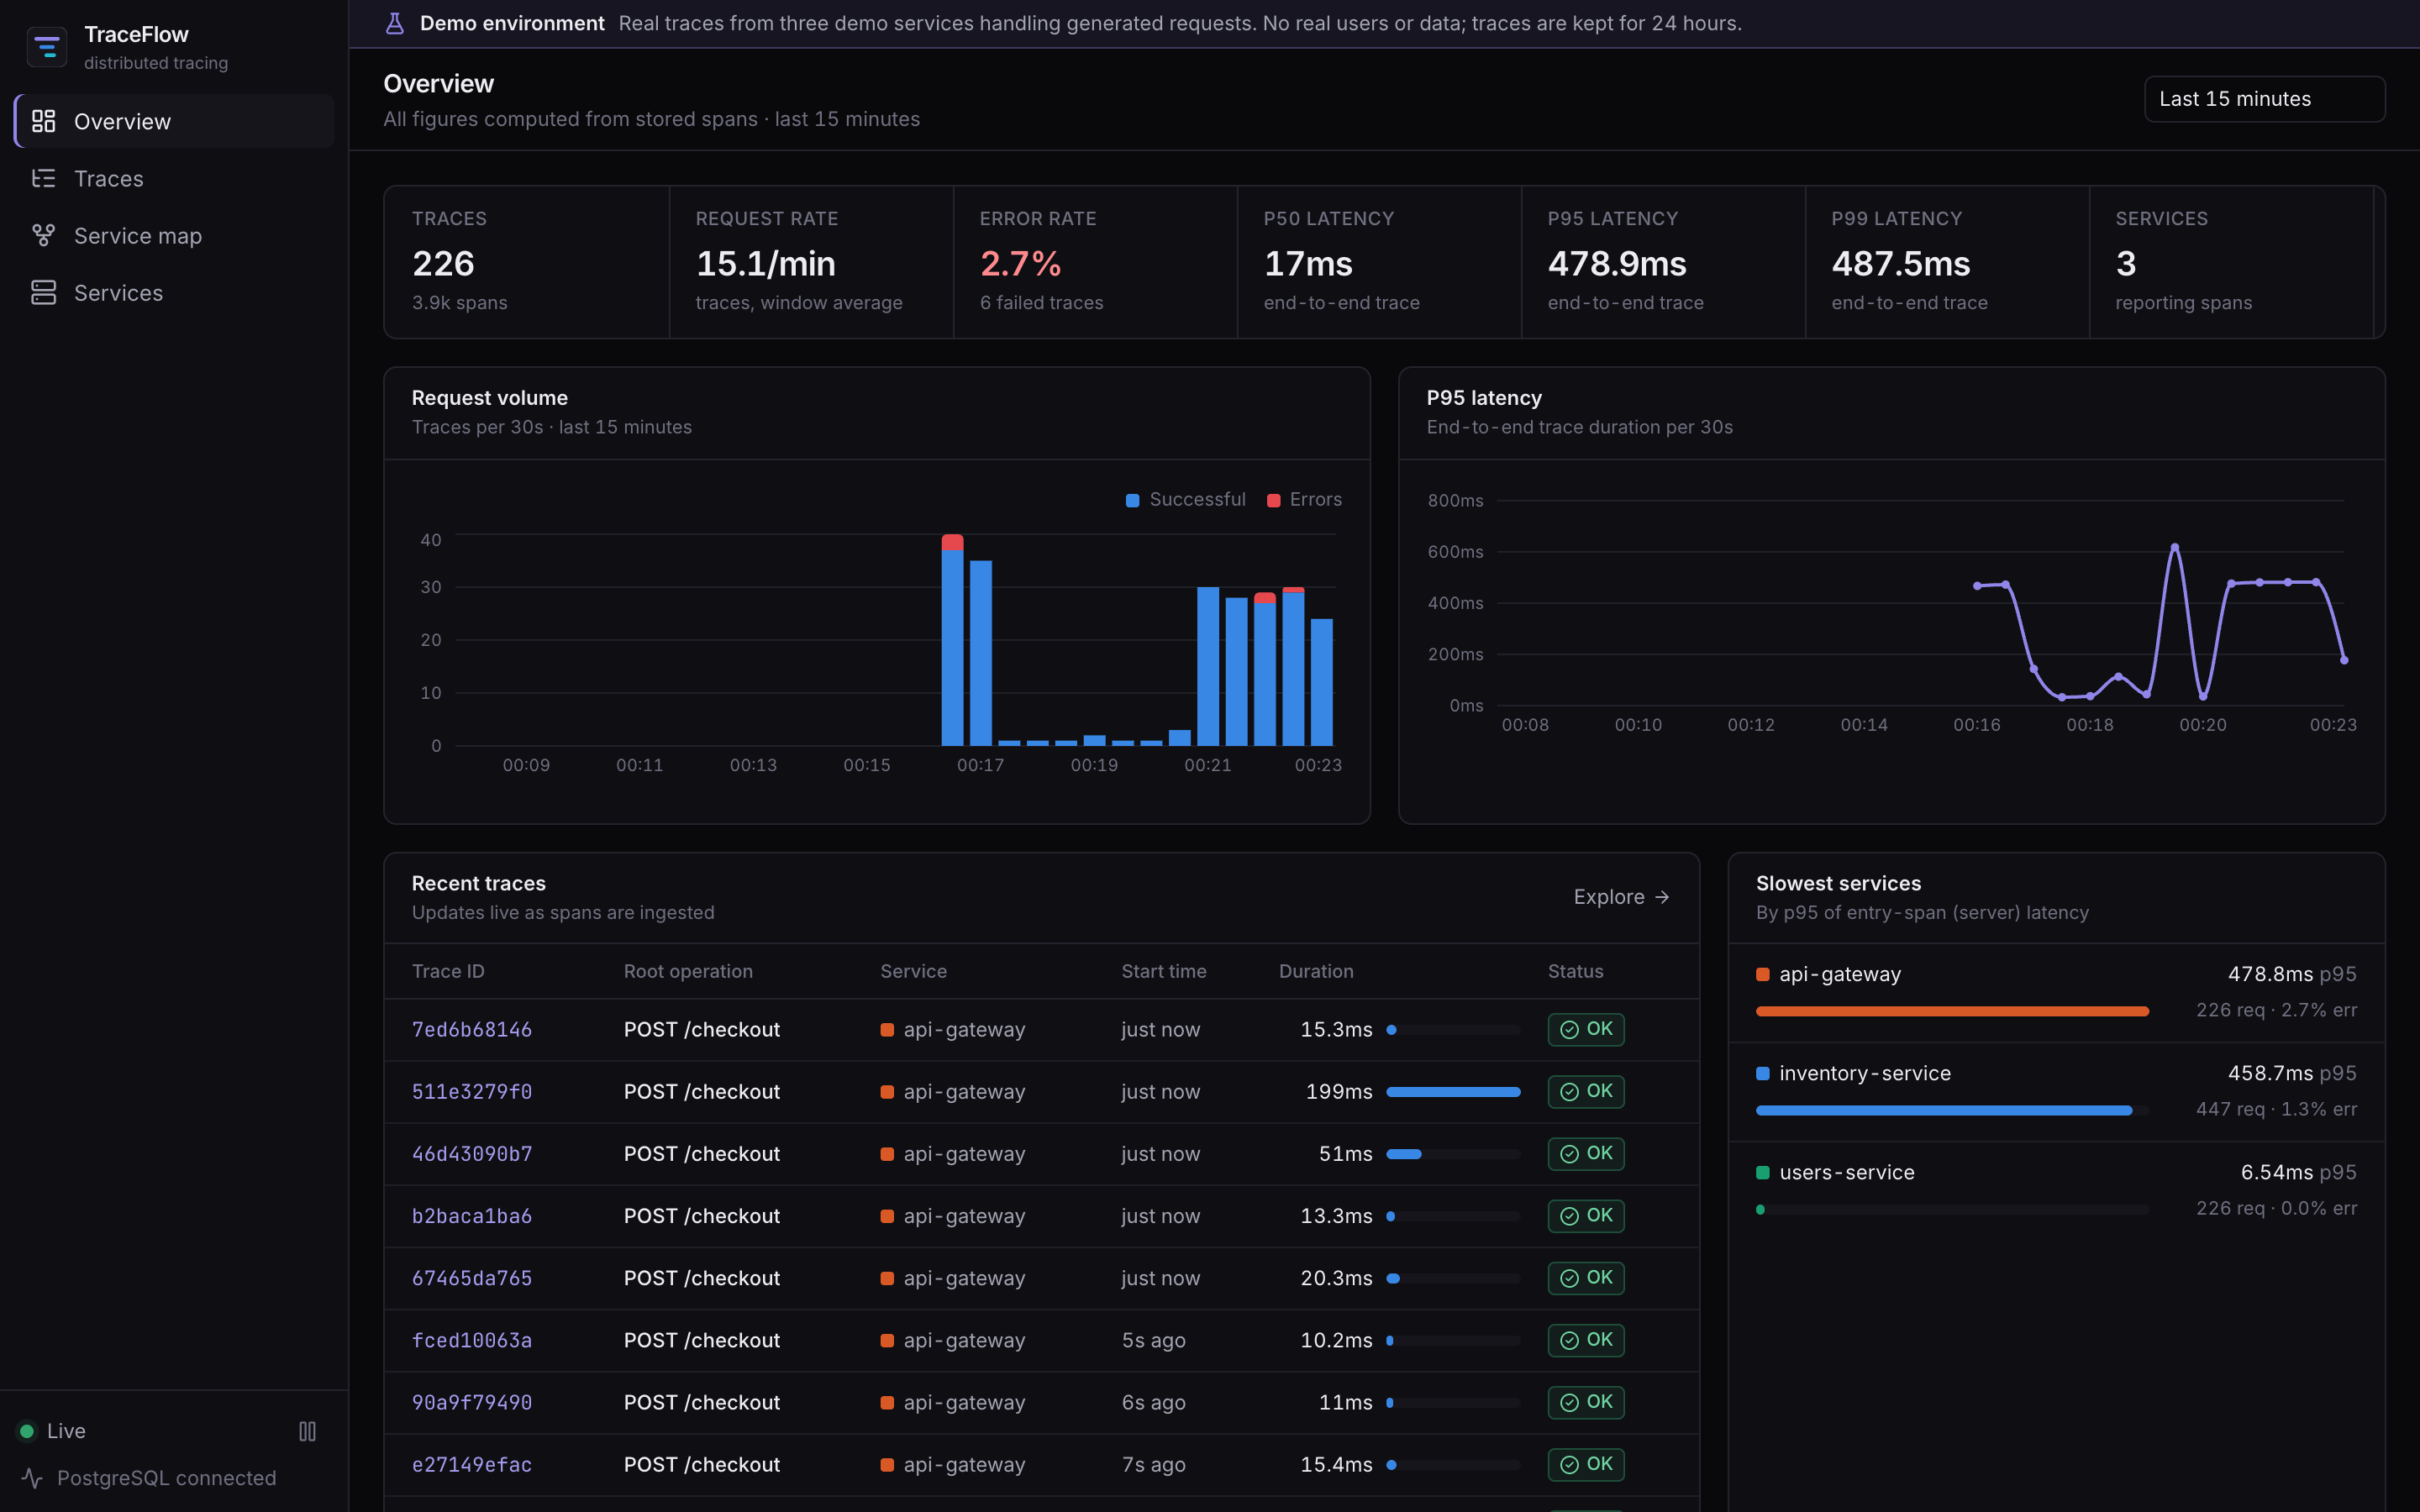 TraceFlow
distributed tracing
Overview
Traces
Service map
Services
Live
PostgreSQL connected
Demo environment Real traces from three demo services handling generated requests. No real users or data; traces are kept for 24 hours.
Overview
All figures computed from stored spans · last 15 minutes
Last 15 minutes
TRACES
226
3.9k spans
REQUEST RATE
15.1/min
traces, window average
ERROR RATE
2.7%
6 failed traces
P50 LATENCY
17ms
end-to-end trace
P95 LATENCY
478.9ms
end-to-end trace
P99 LATENCY
487.5ms
end-to-end trace
SERVICES
3
reporting spans
Request volume
Traces per 30s · last 15 minutes
Successful Errors
40
30
20
10
0
00:09 00:11 00:13 00:15 00:17 00:19 00:21 00:23
P95 latency
End-to-end trace duration per 30s
800ms
600ms
400ms
200ms
0ms
00:08 00:10 00:12 00:14 00:16 00:18 00:20 00:23
Recent traces
Updates live as spans are ingested
Explore →
Trace ID Root operation Service Start time Duration Status
7ed6b68146 POST /checkout api-gateway just now 15.3ms OK
511e3279f0 POST /checkout api-gateway just now 199ms OK
46d43090b7 POST /checkout api-gateway just now 51ms OK
b2baca1ba6 POST /checkout api-gateway just now 13.3ms OK
67465da765 POST /checkout api-gateway just now 20.3ms OK
fced10063a POST /checkout api-gateway 5s ago 10.2ms OK
90a9f79490 POST /checkout api-gateway 6s ago 11ms OK
e27149efac POST /checkout api-gateway 7s ago 15.4ms OK
Slowest services
By p95 of entry-span (server) latency
api-gateway 478.8ms p95
226 req · 2.7% err
inventory-service 458.7ms p95
447 req · 1.3% err
users-service 6.54ms p95
226 req · 0.0% err